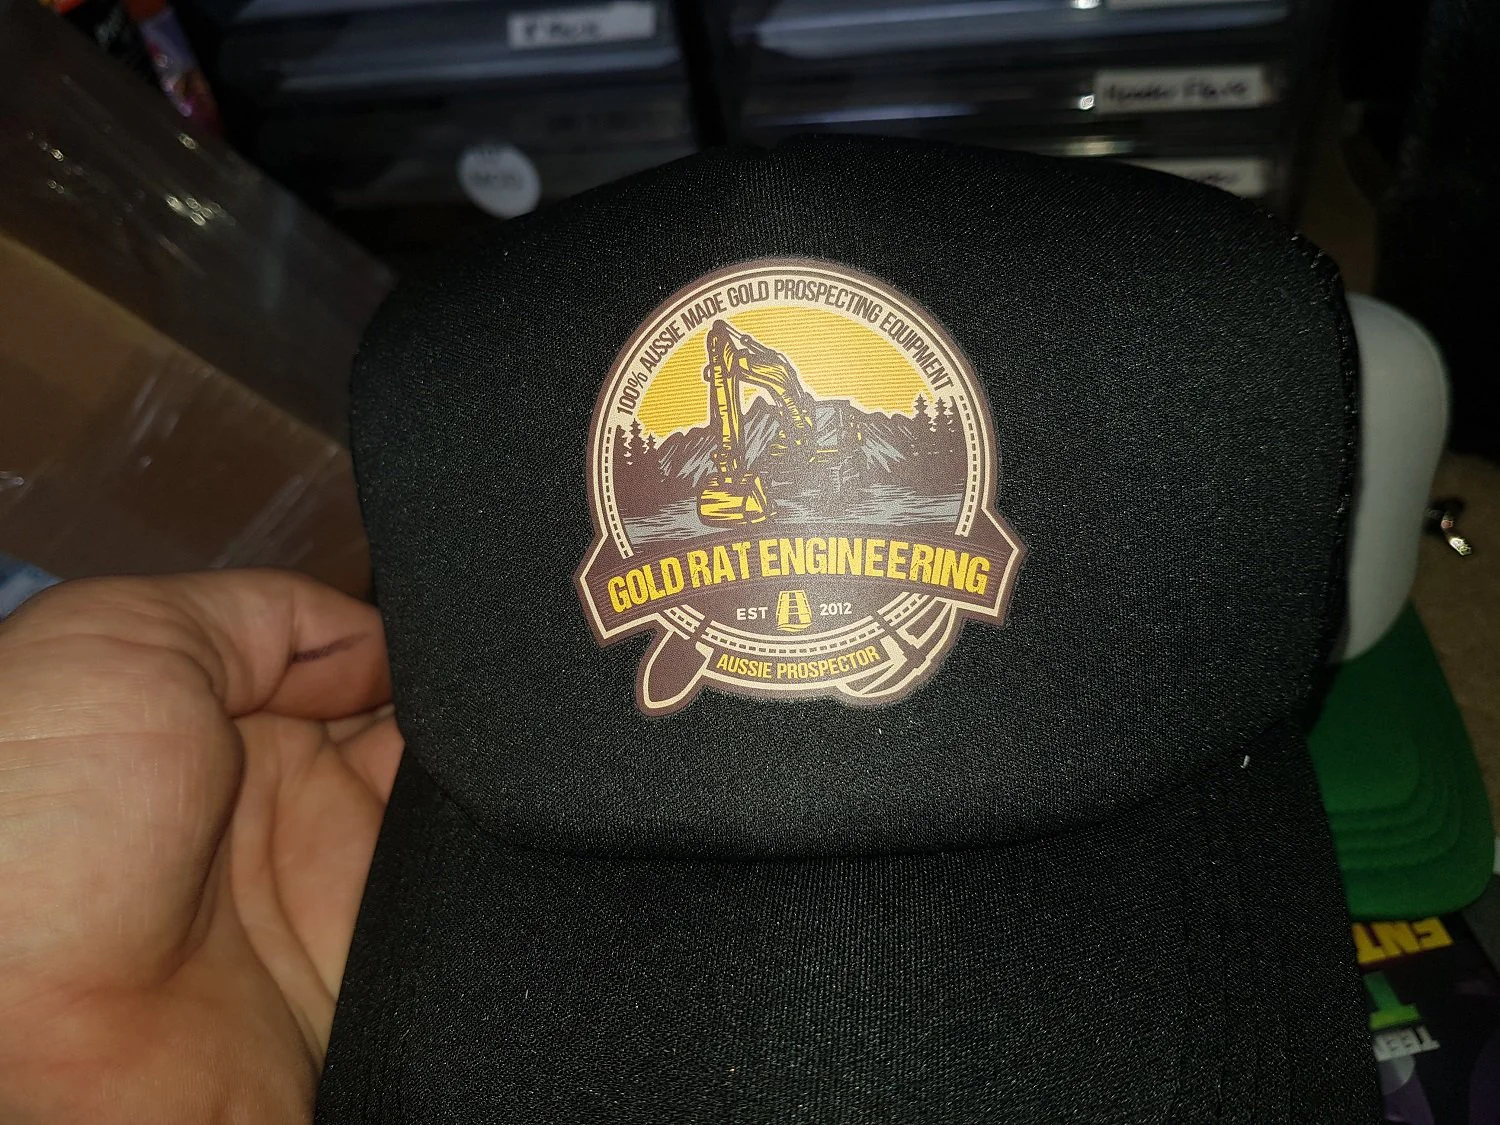 100% AUSSIE MADE GOLD PROSPECTING EQUIPMENT
GOLD RAT ENGINEERING
EST 2012
AUSSIE PROSPECTOR